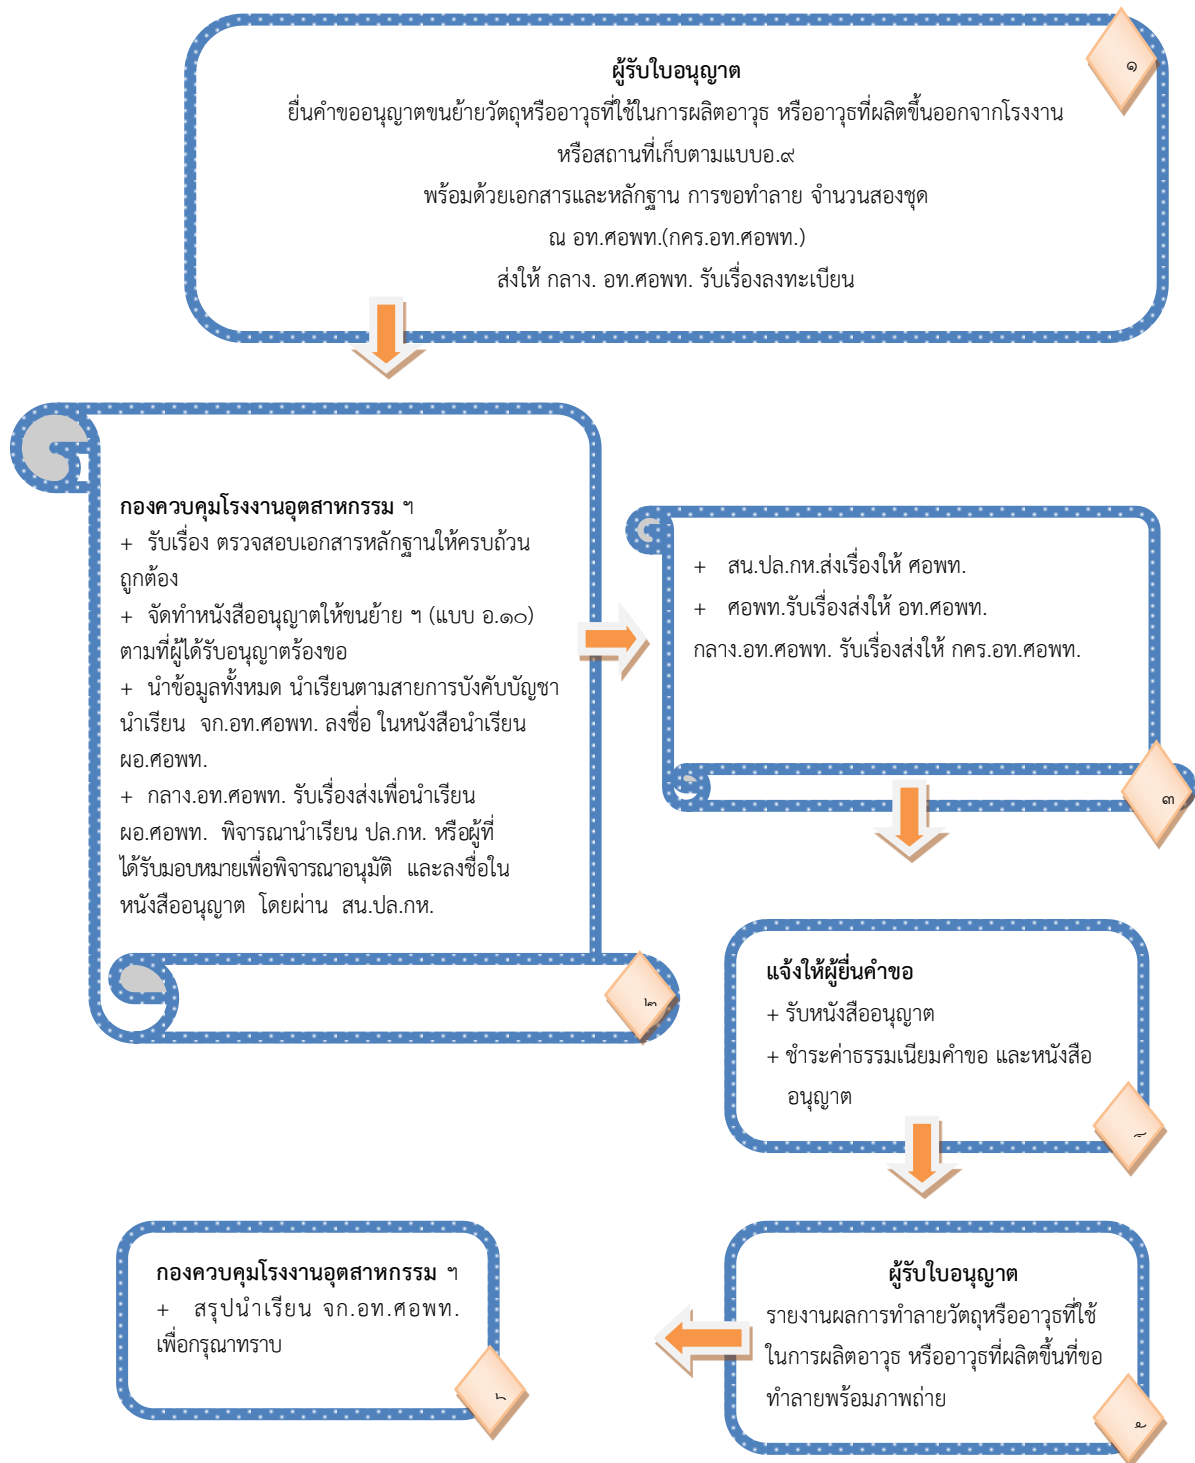 ๑
ผู้รับใบอนุญาต
ยื่นคำขออนุญาตขนย้ายวัตถุหรืออาวุธที่ใช้ในการผลิตอาวุธ หรืออาวุธที่ผลิตขึ้นออกจากโรงงาน
หรือสถานที่เก็บตามแบบอ.๙
พร้อมด้วยเอกสารและหลักฐาน การขอทำลาย จำนวนสองชุด
ณ อท.ศอพท.(กคร.อท.ศอพท.)
ส่งให้ กลาง. อท.ศอพท. รับเรื่องลงทะเบียน
กองควบคุมโรงงานอุตสาหกรรม ฯ
+ รับเรื่อง ตรวจสอบเอกสารหลักฐานให้ครบถ้วน
ถูกต้อง
+ จัดทำหนังสืออนุญาตให้ขนย้าย ฯ (แบบ อ.๑๐)
ตามที่ผู้ได้รับอนุญาตร้องขอ
+ นำข้อมูลทั้งหมด นำเรียนตามสายการบังคับบัญชา
นำเรียน จก.อท.ศอพท. ลงชื่อ ในหนังสือนำเรียน
ผอ.ศอพท.
+ กลาง.อท.ศอพท. รับเรื่องส่งเพื่อนำเรียน
ผอ.ศอพท. พิจารณานำเรียน ปล.กห. หรือผู้ที่
ได้รับมอบหมายเพื่อพิจารณาอนุมัติ และลงชื่อใน
หนังสืออนุญาต โดยผ่าน สน.ปล.กห.
๒
+ สน.ปล.กห.ส่งเรื่องให้ ศอพท.
+ ศอพท.รับเรื่องส่งให้ อท.ศอพท.
กลาง.อท.ศอพท. รับเรื่องส่งให้ กคร.อท.ศอพท.
๓
แจ้งให้ผู้ยื่นคำขอ
+ รับหนังสืออนุญาต
+ ชำระค่าธรรมเนียมคำขอ และหนังสือ
อนุญาต
๔
ผู้รับใบอนุญาต
รายงานผลการทำลายวัตถุหรืออาวุธที่ใช้
ในการผลิตอาวุธ หรืออาวุธที่ผลิตขึ้นที่ขอ
ทำลายพร้อมภาพถ่าย
๕
กองควบคุมโรงงานอุตสาหกรรม ฯ
+ สรุปนำเรียน จก.อท.ศอพท.
เพื่อกรุณาทราบ
๖